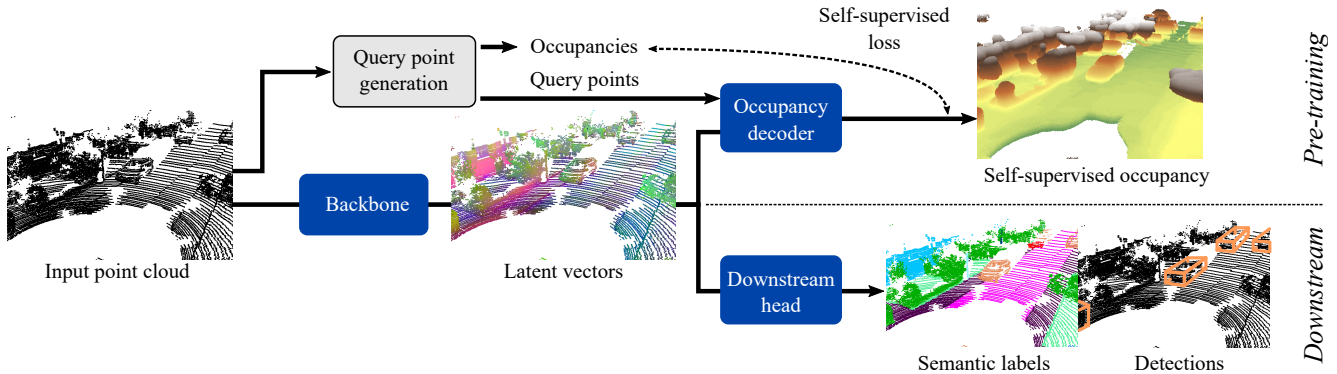 Self-supervised
loss
Query point
generation
Occupancies
Query points
Occupancy
decoder
Self-supervised occupancy
Pre-training
Input point cloud
Backbone
Latent vectors
Downstream
head
Semantic labels
Detections
Downstream